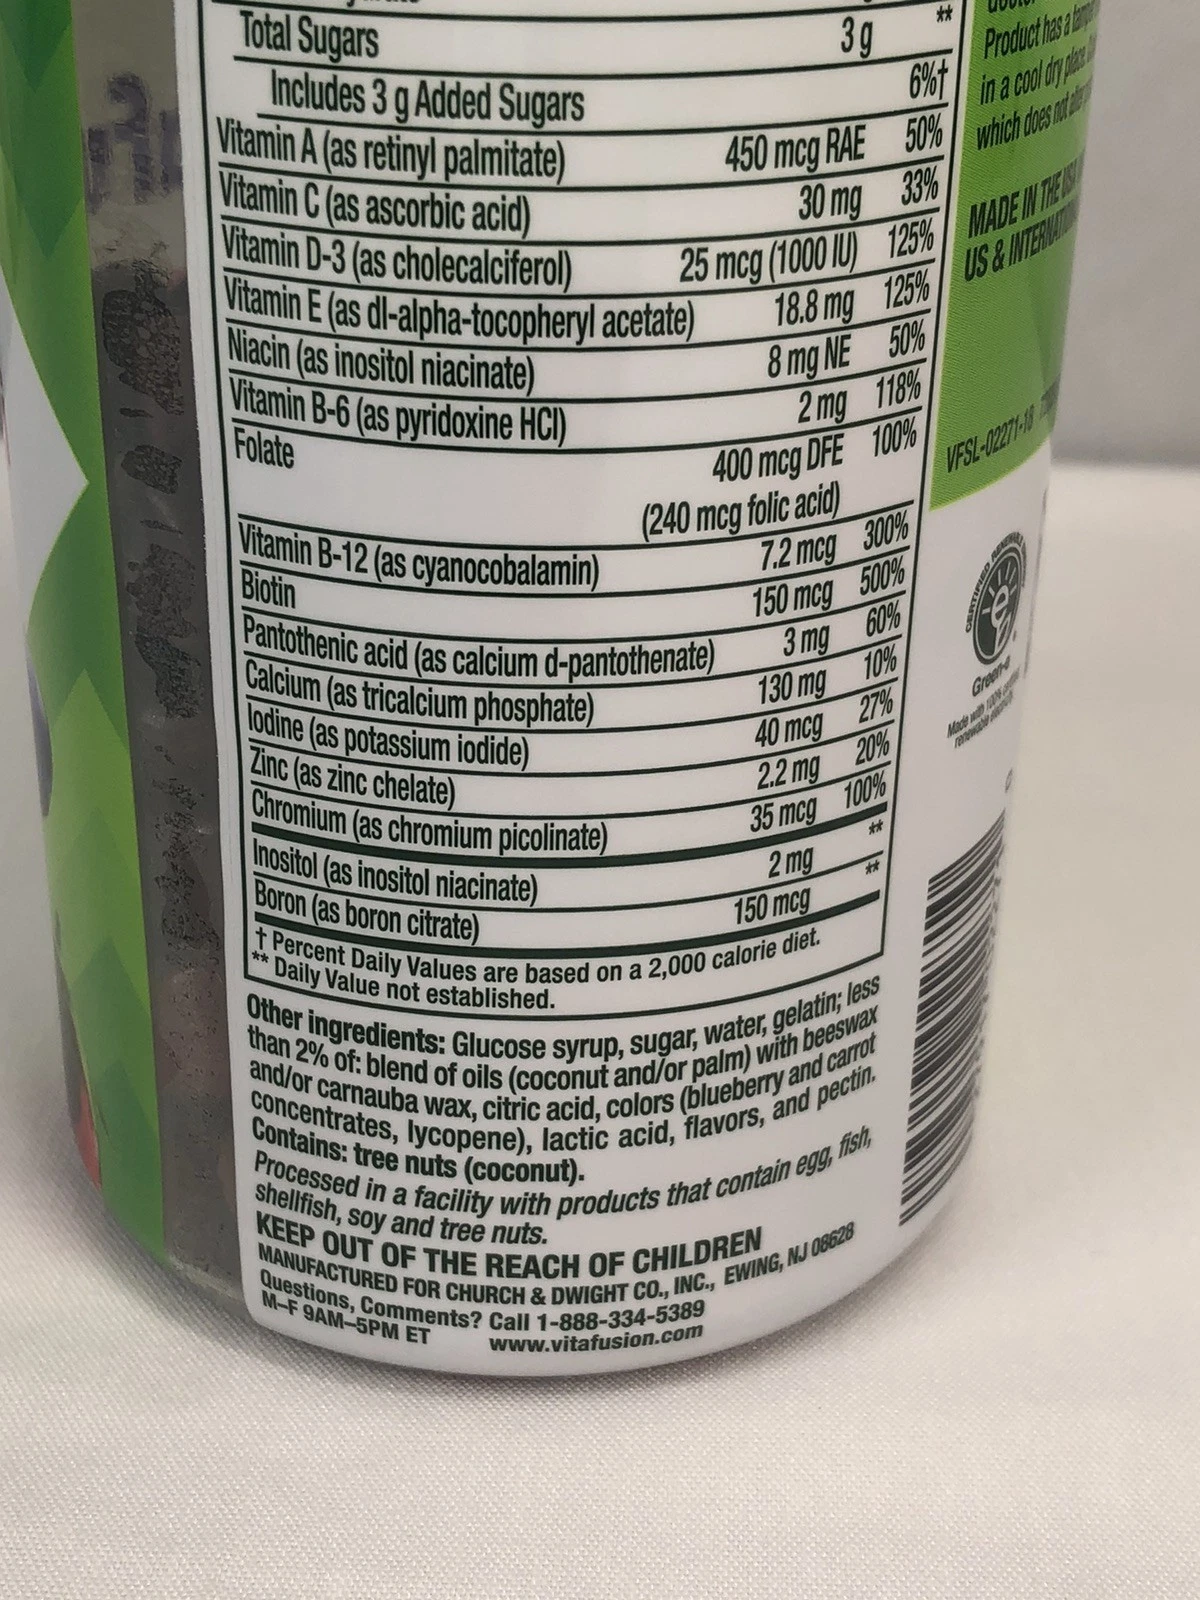 Total Sugars 3 g **
Includes 3 g Added Sugars 6%†
Vitamin A (as retinyl palmitate) 450 mcg RAE 50%
Vitamin C (as ascorbic acid) 30 mg 33%
Vitamin D-3 (as cholecalciferol) 25 mcg (1000 IU) 125%
Vitamin E (as dl-alpha-tocopheryl acetate) 18.8 mg 125%
Niacin (as inositol niacinate) 8 mg NE 50%
Vitamin B-6 (as pyridoxine HCl) 2 mg 118%
Folate 400 mcg DFE 100%
(240 mcg folic acid)
Vitamin B-12 (as cyanocobalamin) 7.2 mcg 300%
Biotin 150 mcg 500%
Pantothenic acid (as calcium d-pantothenate) 3 mg 60%
Calcium (as tricalcium phosphate) 130 mg 10%
Iodine (as potassium iodide) 40 mcg 27%
Zinc (as zinc chelate) 2.2 mg 20%
Chromium (as chromium picolinate) 35 mcg 100%
Inositol (as inositol niacinate) 2 mg **
Boron (as boron citrate) 150 mcg **
† Percent Daily Values are based on a 2,000 calorie diet.
** Daily Value not established.
Other ingredients: Glucose syrup, sugar, water, gelatin; less
than 2% of: blend of oils (coconut and/or palm) with beeswax
and/or carnauba wax, citric acid, colors (blueberry and carrot
concentrates, lycopene), lactic acid, flavors, and pectin.
Contains: tree nuts (coconut).
Processed in a facility with products that contain egg, fish,
shellfish, soy and tree nuts.
KEEP OUT OF THE REACH OF CHILDREN
MANUFACTURED FOR CHURCH & DWIGHT CO., INC., EWING, NJ 08628
Questions, Comments? Call 1-888-334-5389
M–F 9AM–5PM ET www.vitafusion.com
Product has a
in a cool dry place.
which does not
MADE IN THE USA
US &
VFSL-02271-18
CERTIFIED RENEWABLE
e
Green-e
Made with 100%
renewable